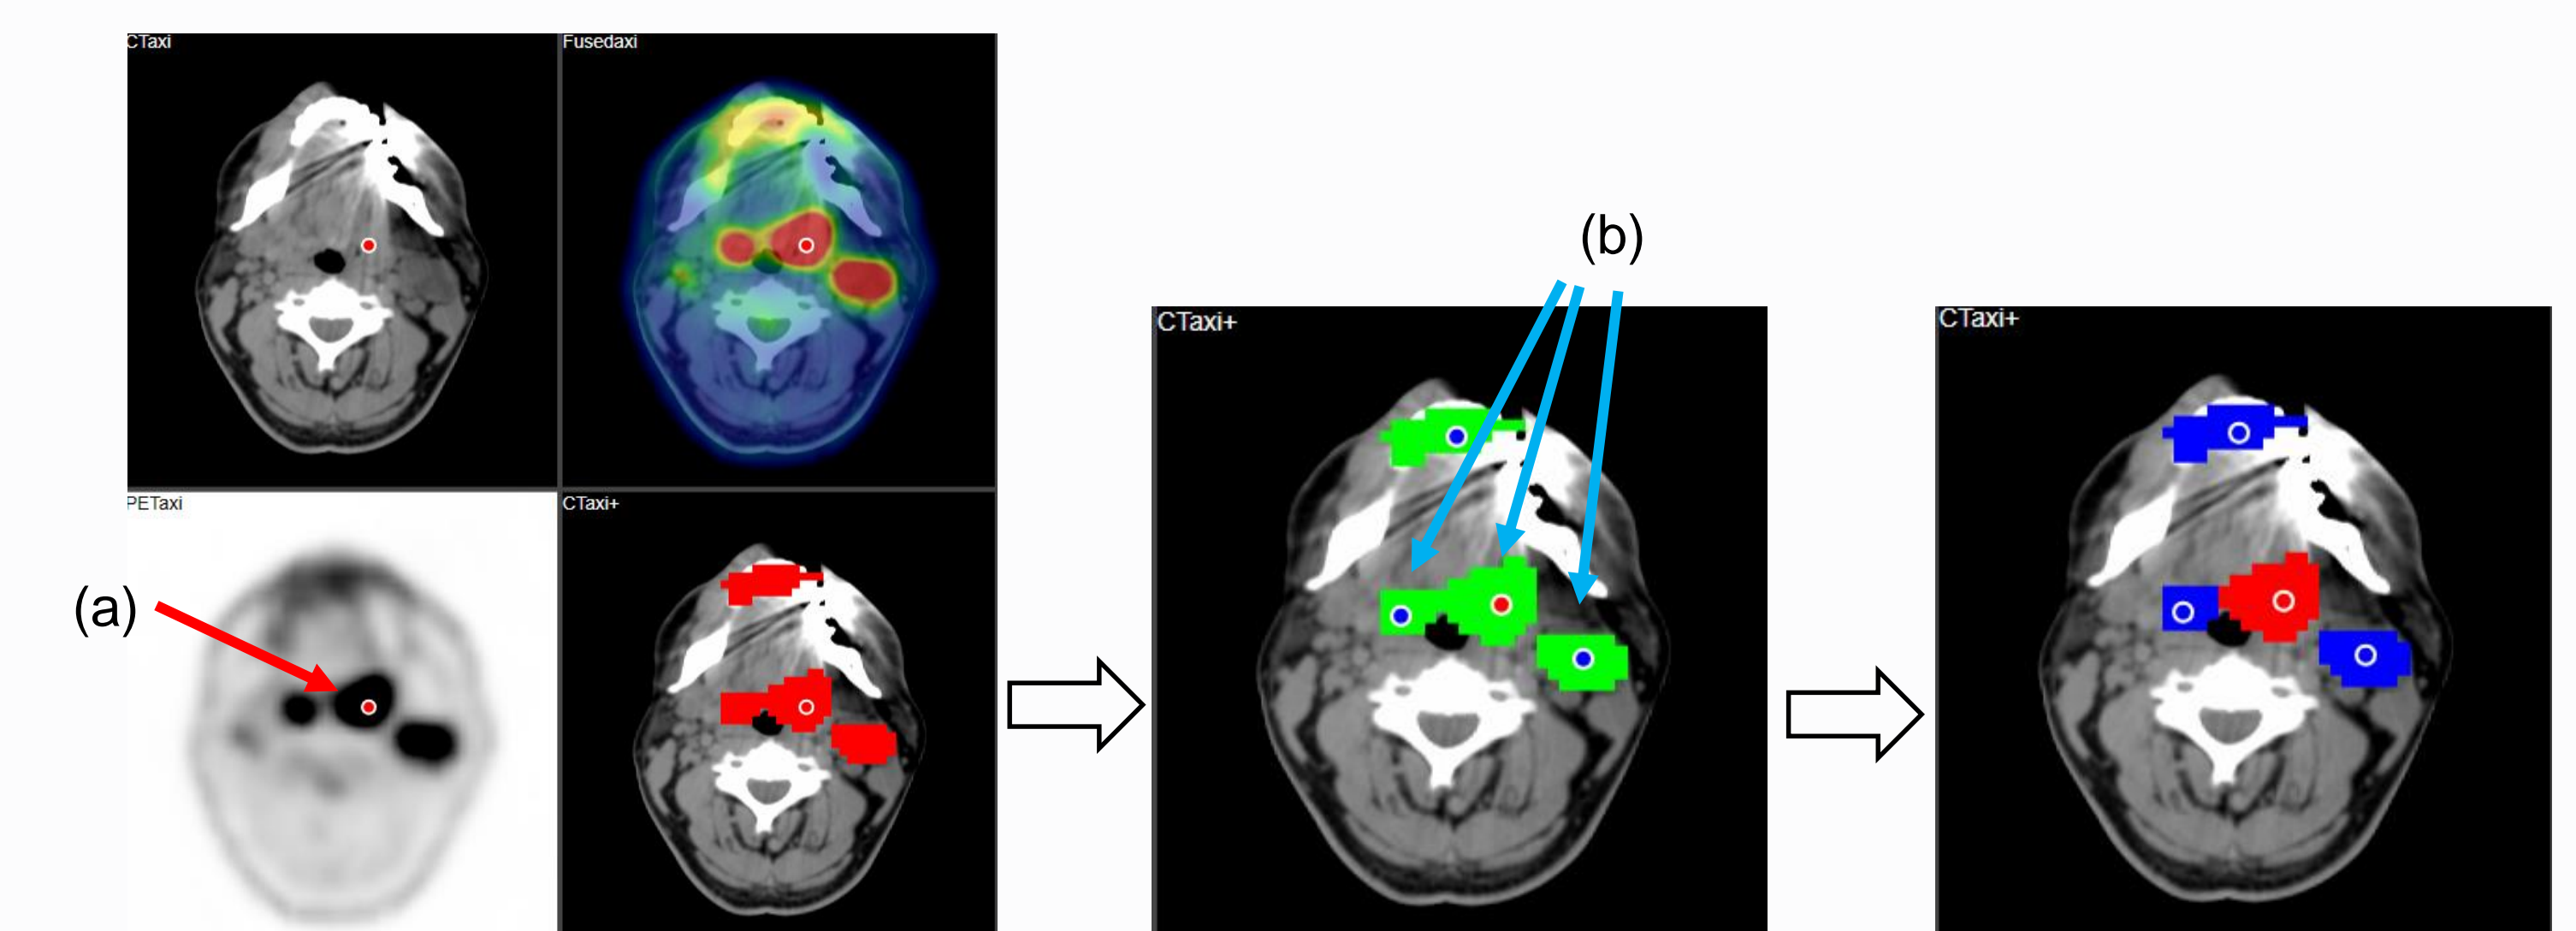 CTaxi
Fusedaxi
PETaxi
CTaxi+
(a)
(b)
CTaxi+
CTaxi+